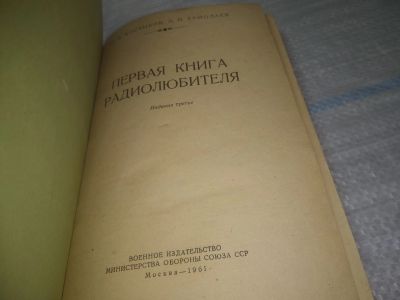 ПЕРВАЯ КНИГА
РАДИОЛЮБИТЕЛЯ
Издание третье
ВОЕННОЕ ИЗДАТЕЛЬСТВО
МИНИСТЕРСТВА ОБОРОНЫ СОЮЗА ССР
Москва — 1961